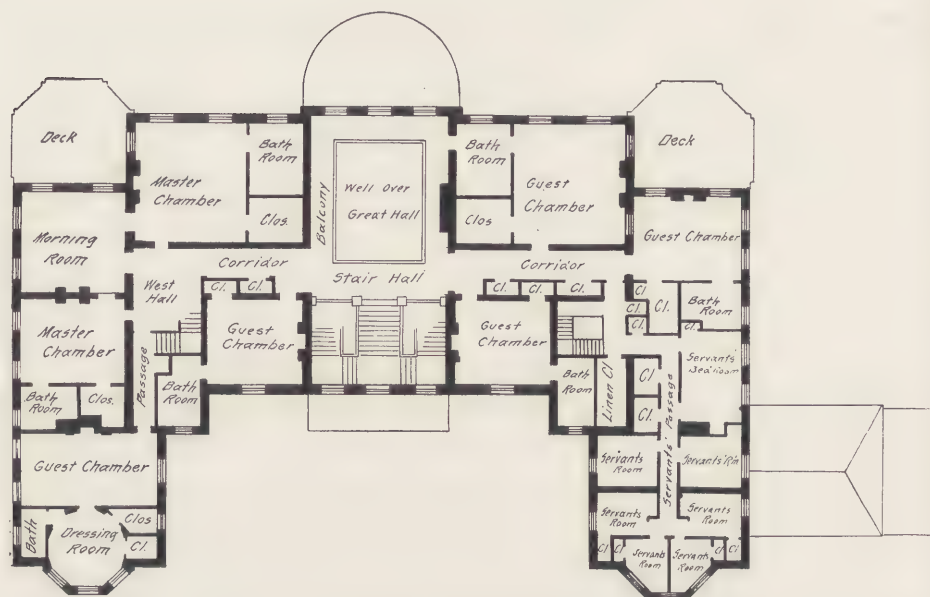 Deck
Bath
Room
Master
Chamber
Clos.
Balcony
Well Over
Great Hall
Bath
Room
Clos
Guest
Chamber
Deck
Morning
Room
West
Hall
Corridor
Cl.
Cl.
Stair Hall
Corridor
Cl.
Cl.
Cl.
Guest Chamber
Cl
Cl.
Cl.
Cl.
Bath
Room
Cl.
Master
Chamber
Bath
Room
Clos.
Passage
Guest
Chamber
Bath
Room
Guest
Chamber
Bath
Room
Linen Cl
Cl
Cl.
Servants' Passage
Servants'
Bedroom
Guest Chamber
Bath
Dressing
Room
Clos
Cl.
Servants
Room
Servants' R'm
Servants
Room
Servants
Room
Cl
Cl
Servants
Room
Servants
Room
Cl
Cl